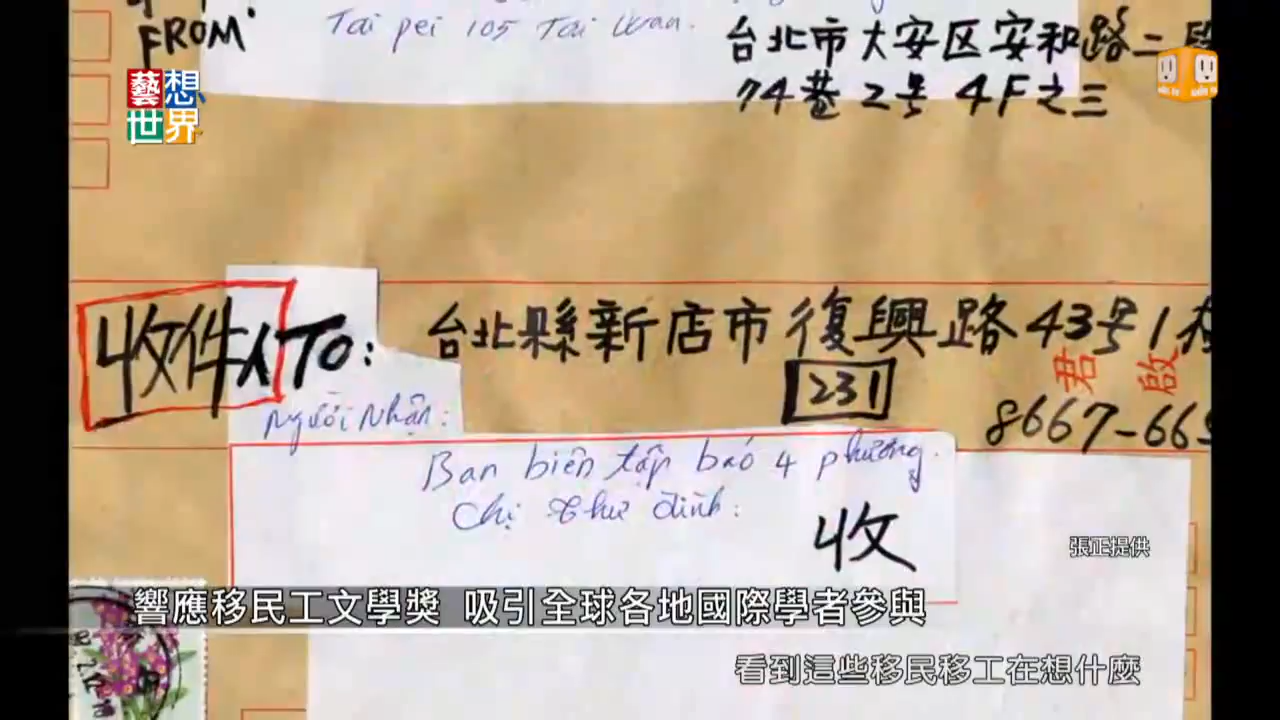 Tai pei 105 Tai Wan.
FROM
台北市大安区安和路二段
74巷2号4F之三
藝想
世界
收件人TO:
台北縣新店市復興路43号1
231
君啟
8667-66
Người Nhận:
Ban biên tập báo 4 phương.
Chị Thư đình:
收
張正提供
響應移民工文學獎 吸引全球各地國際學者參與
看到這些移民移工在想什麼